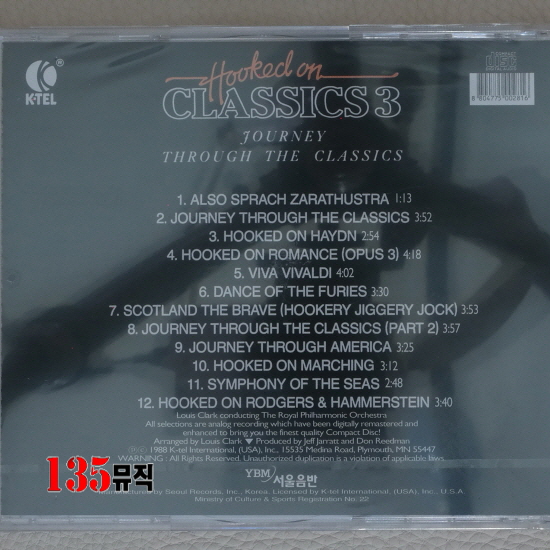 K-TEL
Hooked on
CLASSICS 3
JOURNEY
THROUGH THE CLASSICS
8 804775 002816
1. ALSO SPRACH ZARATHUSTRA 1:13
2. JOURNEY THROUGH THE CLASSICS 3:52
3. HOOKED ON HAYDN 2:54
4. HOOKED ON ROMANCE (OPUS 3) 4:18
5. VIVA VIVALDI 4:02
6. DANCE OF THE FURIES 3:30
7. SCOTLAND THE BRAVE (HOOKERY JIGGERY JOCK) 3:53
8. JOURNEY THROUGH THE CLASSICS (PART 2) 3:57
9. JOURNEY THROUGH AMERICA 3:25
10. HOOKED ON MARCHING 3:12
11. SYMPHONY OF THE SEAS 2:48
12. HOOKED ON RODGERS & HAMMERSTEIN 3:40
Louis Clark conducting The Royal Philharmonic Orchestra
All selections are analog recording which have been digitally remastered and
enhanced to bring you the finest quality Compact Disc!
Arranged by Louis Clark ▼ Produced by Jeff Jarratt and Don Reedman
1988 K-tel International (USA), Inc., 15535 Medina Road, Plymouth, MN 55447
WARNING : All Rights Reserved. Unauthorized duplication is a violation of applicable laws.
135뮤직
YBM 서울음반
by Seoul Records, Inc., Korea. Licensed by K-tel International, (USA), Inc., U.S.A.
Ministry of Culture & Sports Registration No. 22